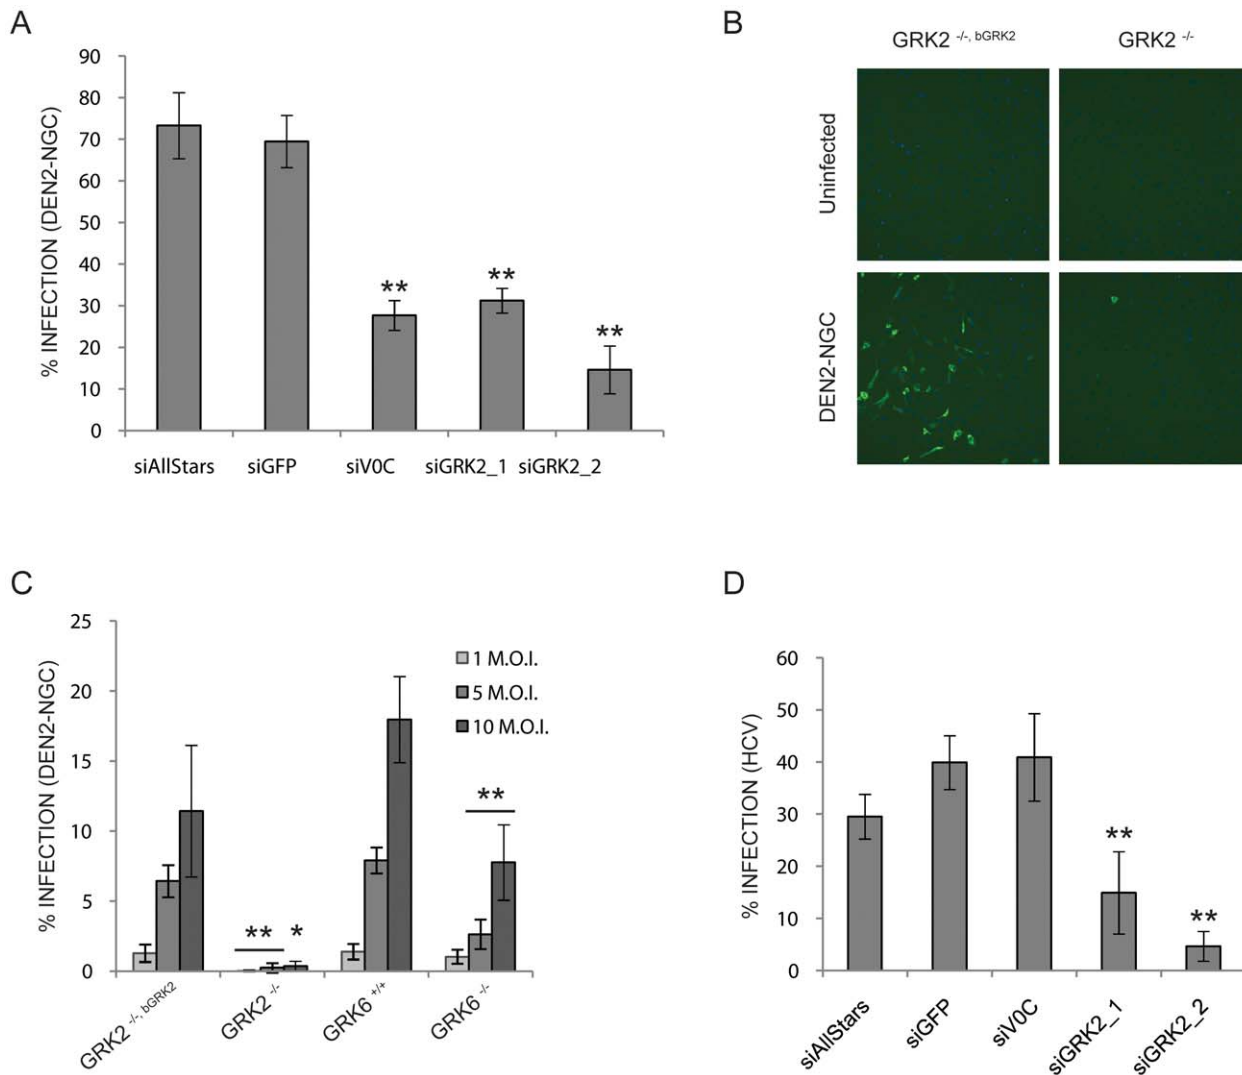 A
% INFECTION (DEN2-NGC)
90
80
70
60
50
40
30
20
10
0
**
**
**
siAllStars siGFP siV0C siGRK2_1 siGRK2_2
B
GRK2 -/-, bGRK2 GRK2 -/-
Uninfected
DEN2-NGC
C
% INFECTION (DEN2-NGC)
25
20
15
10
5
0
1 M.O.I.
5 M.O.I.
10 M.O.I.
** *
**
GRK2 -/-, bGRK2
GRK2 -/-
GRK6 +/+
GRK6 -/-
D
% INFECTION (HCV)
60
50
40
30
20
10
0
**
**
siAllStars
siGFP
siV0C
siGRK2_1
siGRK2_2